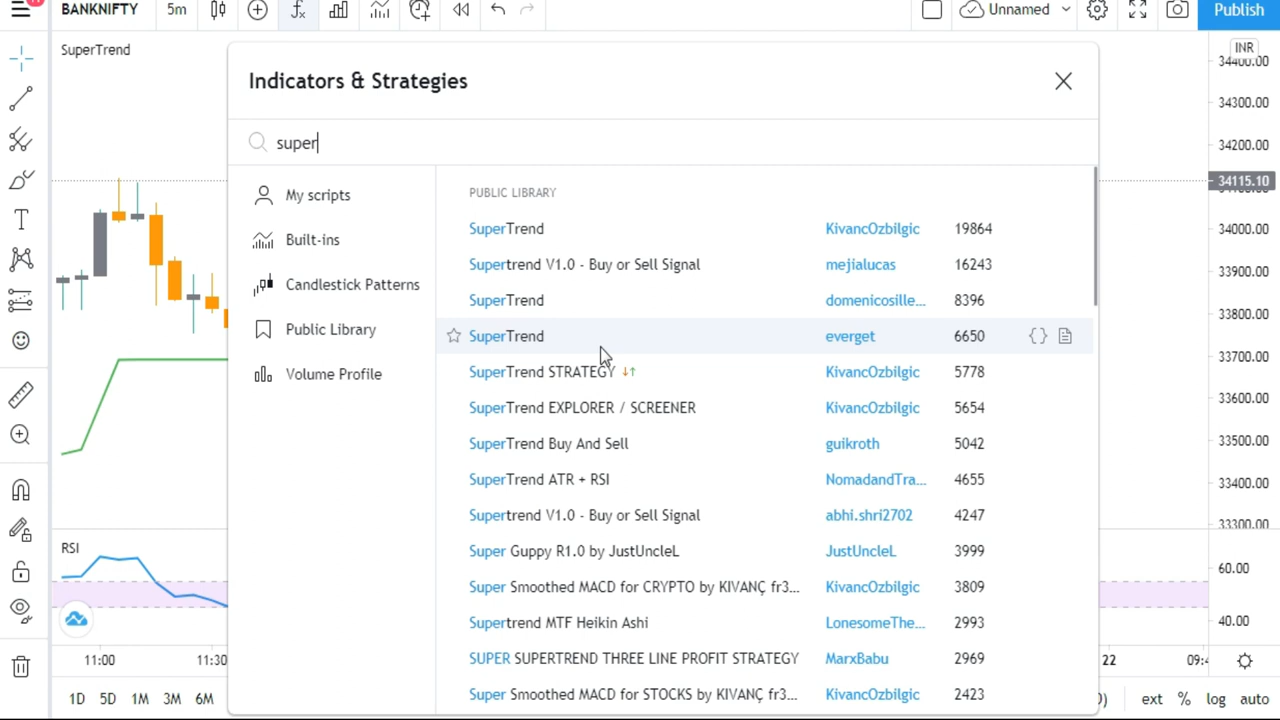 BANKNIFTY 5m Unnamed Publish
SuperTrend
INR
34400.00
34300.00
34200.00
34115.10
34000.00
33900.00
33800.00
33700.00
33600.00
33500.00
33400.00
33300.00
Indicators & Strategies
super
My scripts
Built-ins
Candlestick Patterns
Public Library
Volume Profile
PUBLIC LIBRARY
SuperTrend KivancOzbilgic 19864
Supertrend V1.0 - Buy or Sell Signal mejialucas 16243
SuperTrend domenicosille... 8396
SuperTrend everget 6650
SuperTrend STRATEGY KivancOzbilgic 5778
SuperTrend EXPLORER / SCREENER KivancOzbilgic 5654
SuperTrend Buy And Sell guikroth 5042
SuperTrend ATR + RSI NomadandTra... 4655
Supertrend V1.0 - Buy or Sell Signal abhi.shri2702 4247
Super Guppy R1.0 by JustUncleL JustUncleL 3999
Super Smoothed MACD for CRYPTO by KIVANÇ fr3... KivancOzbilgic 3809
Supertrend MTF Heikin Ashi LonesomeThe... 2993
SUPER SUPERTREND THREE LINE PROFIT STRATEGY MarxBabu 2969
Super Smoothed MACD for STOCKS by KIVANÇ fr3... KivancOzbilgic 2423
RSI
60.00
40.00
11:00 11:30 22 09:4
1D 5D 1M 3M 6M ext % log auto